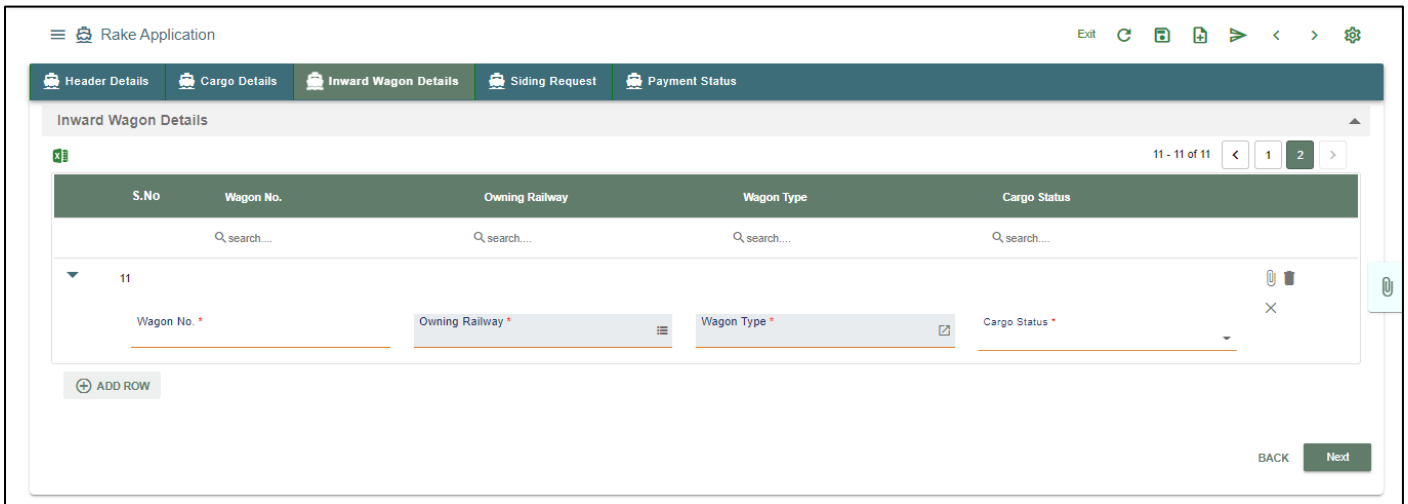 Rake Application
Exit
Header Details Cargo Details Inward Wagon Details Siding Request Payment Status
Inward Wagon Details
11 - 11 of 11 1 2
S.No Wagon No. Owning Railway Wagon Type Cargo Status
search.... search.... search.... search....
11
Wagon No. * Owning Railway * Wagon Type * Cargo Status *
ADD ROW
BACK Next